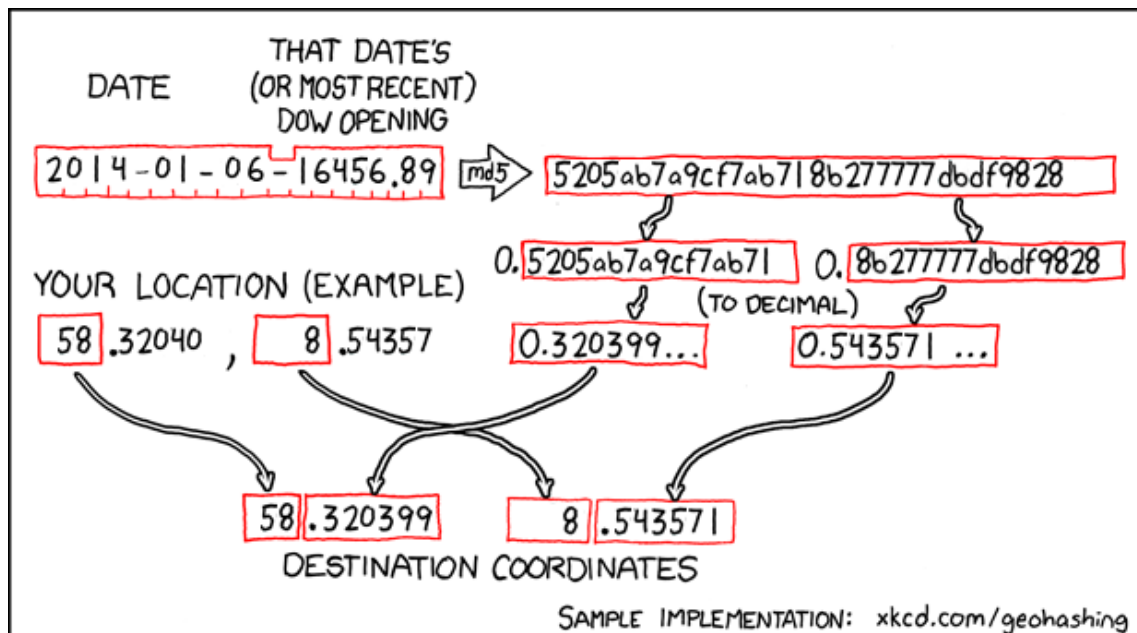 DATE
THAT DATE'S
(OR MOST RECENT)
DOW OPENING
2014-01-06-16456.89
md5
5205ab7a9cf7ab718b277777dbdf9828
0.5205ab7a9cf7ab71
0.8b277777dbdf9828
(TO DECIMAL)
0.320399...
0.543571 ...
YOUR LOCATION (EXAMPLE)
58.32040, 8.54357
58.320399
8.543571
DESTINATION COORDINATES
SAMPLE IMPLEMENTATION: xkcd.com/geohashing